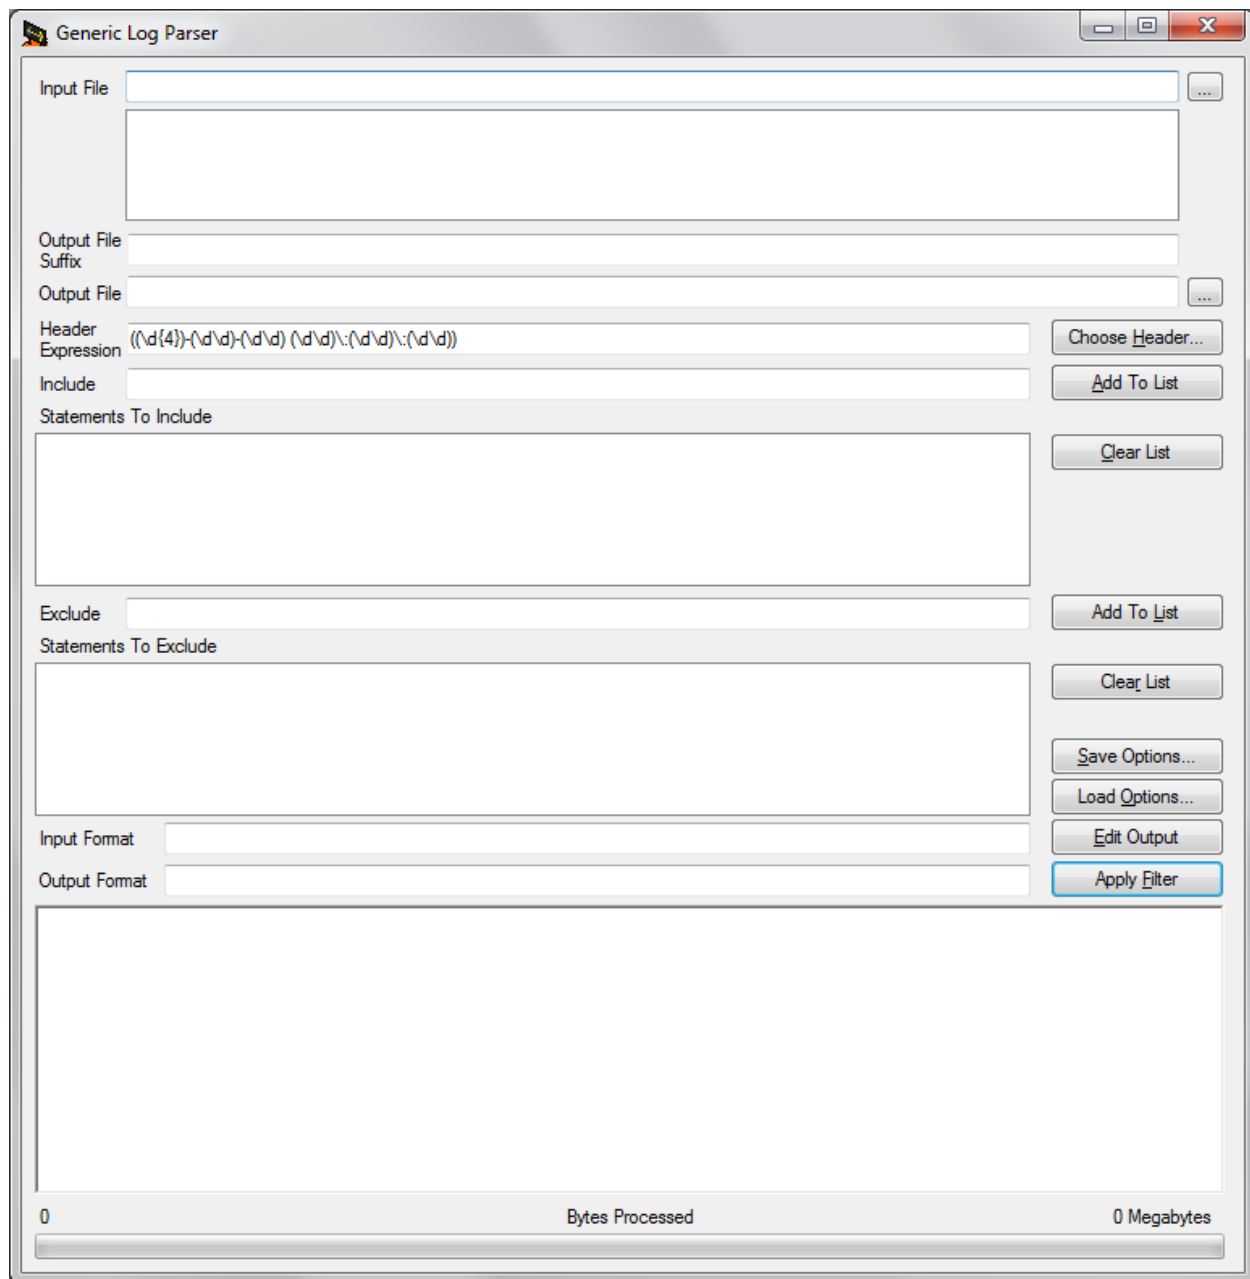 Generic Log Parser
Input File
...
Output File
Suffix
Output File
...
Header
Expression
((\d{4})-(\d\d)-(\d\d) (\d\d)\:(\d\d)\:(\d\d))
Choose Header...
Include
Add To List
Statements To Include
Clear List
Exclude
Add To List
Statements To Exclude
Clear List
Save Options...
Load Options...
Input Format
Edit Output
Output Format
Apply Filter
0 Bytes Processed 0 Megabytes